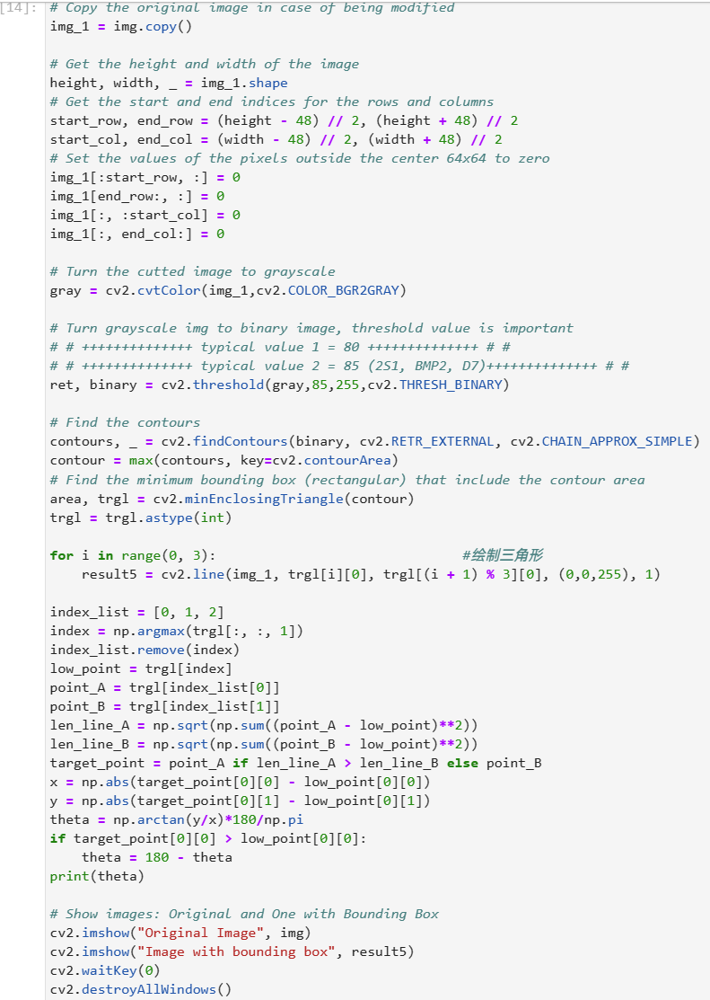 [14]: # Copy the original image in case of being modified
img_1 = img.copy()

# Get the height and width of the image
height, width, _ = img_1.shape
# Get the start and end indices for the rows and columns
start_row, end_row = (height - 48) // 2, (height + 48) // 2
start_col, end_col = (width - 48) // 2, (width + 48) // 2
# Set the values of the pixels outside the center 64x64 to zero
img_1[:start_row, :] = 0
img_1[end_row:, :] = 0
img_1[:, :start_col] = 0
img_1[:, end_col:] = 0

# Turn the cutted image to grayscale
gray = cv2.cvtColor(img_1,cv2.COLOR_BGR2GRAY)

# Turn grayscale img to binary image, threshold value is important
# # ++++++++++++++ typical value 1 = 80 ++++++++++++++ # #
# # ++++++++++++++ typical value 2 = 85 (2S1, BMP2, D7)++++++++++++++ # #
ret, binary = cv2.threshold(gray,85,255,cv2.THRESH_BINARY)

# Find the contours
contours, _ = cv2.findContours(binary, cv2.RETR_EXTERNAL, cv2.CHAIN_APPROX_SIMPLE)
contour = max(contours, key=cv2.contourArea)
# Find the minimum bounding box (rectangular) that include the contour area
area, trgl = cv2.minEnclosingTriangle(contour)
trgl = trgl.astype(int)

for i in range(0, 3): #绘制三角形
    result5 = cv2.line(img_1, trgl[i][0], trgl[(i + 1) % 3][0], (0,0,255), 1)

index_list = [0, 1, 2]
index = np.argmax(trgl[:, :, 1])
index_list.remove(index)
low_point = trgl[index]
point_A = trgl[index_list[0]]
point_B = trgl[index_list[1]]
len_line_A = np.sqrt(np.sum((point_A - low_point)**2))
len_line_B = np.sqrt(np.sum((point_B - low_point)**2))
target_point = point_A if len_line_A > len_line_B else point_B
x = np.abs(target_point[0][0] - low_point[0][0])
y = np.abs(target_point[0][1] - low_point[0][1])
theta = np.arctan(y/x)*180/np.pi
if target_point[0][0] > low_point[0][0]:
    theta = 180 - theta
print(theta)

# Show images: Original and One with Bounding Box
cv2.imshow("Original Image", img)
cv2.imshow("Image with bounding box", result5)
cv2.waitKey(0)
cv2.destroyAllWindows()